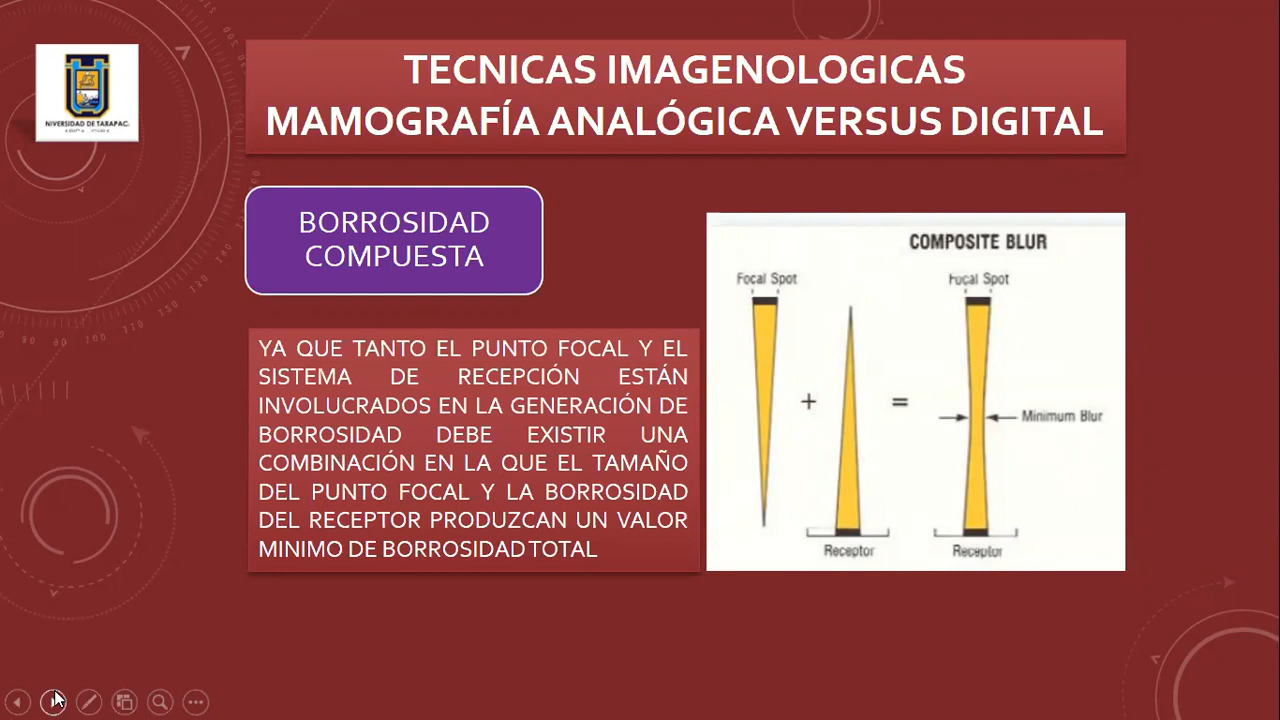 TECNICAS IMAGENOLOGICAS
MAMOGRAFÍA ANALÓGICA VERSUS DIGITAL
NIVERSIDAD DE TARAPAC
BORROSIDAD
COMPUESTA
YA QUE TANTO EL PUNTO FOCAL Y EL
SISTEMA DE RECEPCIÓN ESTÁN
INVOLUCRADOS EN LA GENERACIÓN DE
BORROSIDAD DEBE EXISTIR UNA
COMBINACIÓN EN LA QUE EL TAMAÑO
DEL PUNTO FOCAL Y LA BORROSIDAD
DEL RECEPTOR PRODUZCAN UN VALOR
MINIMO DE BORROSIDAD TOTAL
COMPOSITE BLUR
Focal Spot
Focal Spot
+
=
Minimum Blur
Receptor
Receptor